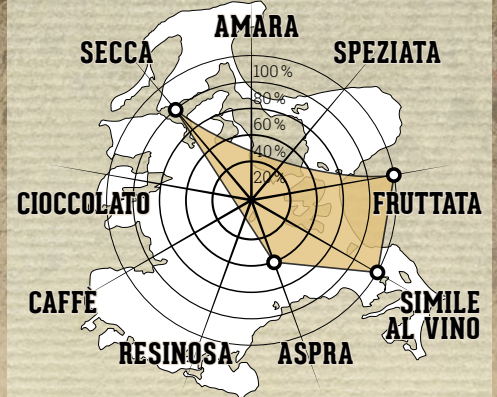 AMARA
SECCA
SPEZIATA
100%
80%
60%
40%
20%
CIOCCOLATO
FRUTTATA
CAFFÈ
SIMILE
AL VINO
RESINOSA
ASPRA